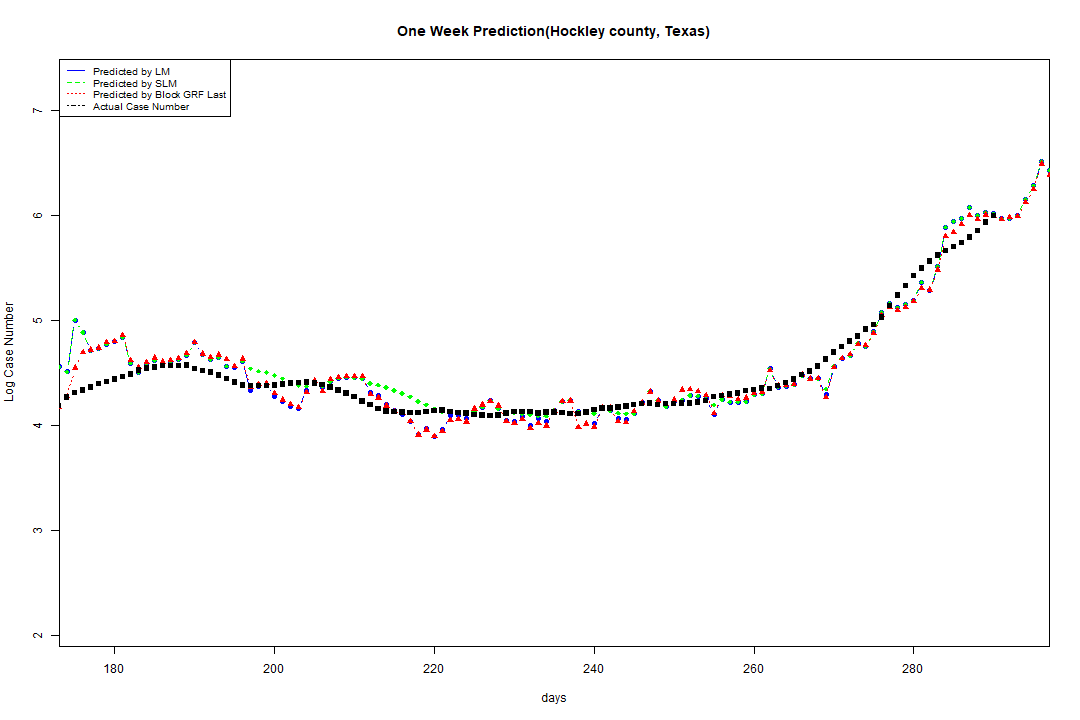 One Week Prediction(Hockley county, Texas)
Predicted by LM
Predicted by SLM
Predicted by Block GRF Last
Actual Case Number
7
6
5
4
3
2
Log Case Number
180 200 220 240 260 280
days